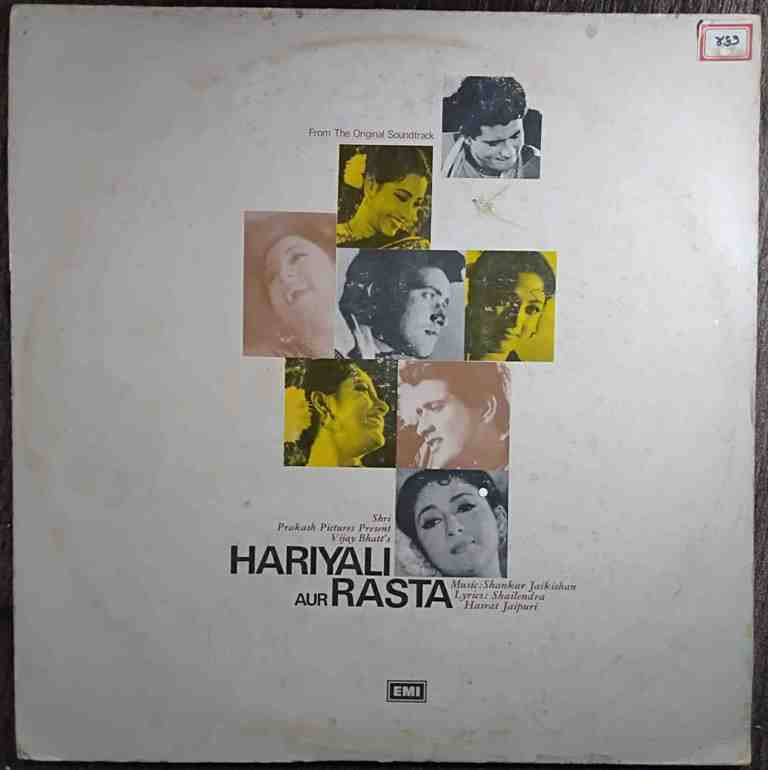 From The Original Soundtrack
Shri
Prakash Pictures Present
Vijay Bhatt's
HARIYALI
AUR RASTA
Music: Shankar Jaikishan
Lyrics: Shailendra
Hasrat Jaipuri
EMI